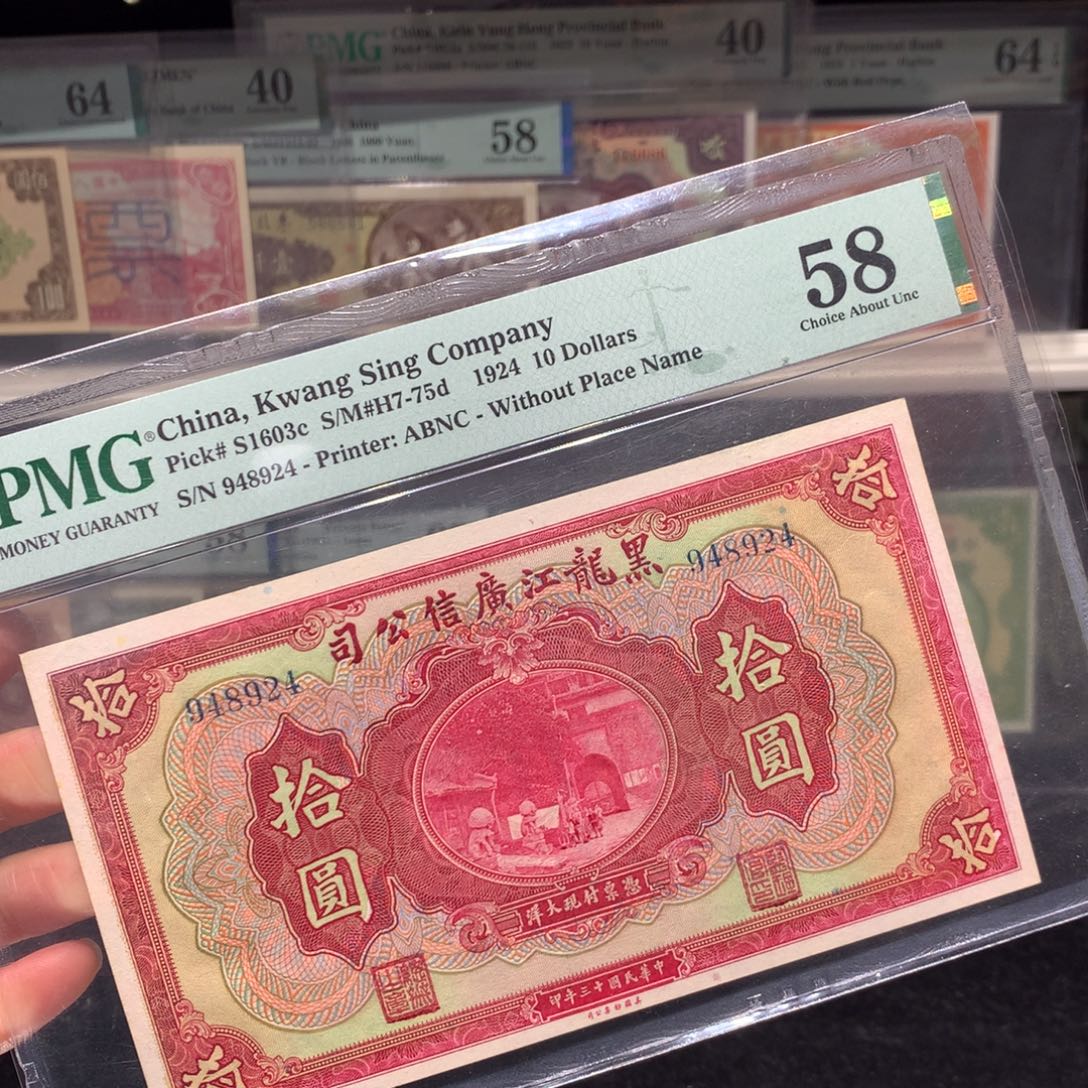 PMG
40
64
64
40
58
PMG®
MONEY GUARANTY
China, Kwang Sing Company
Pick# S1603c S/M#H7-75d 1924 10 Dollars
S/N 948924 - Printer: ABNC - Without Place Name
58
Choice About Unc
拾
拾
黑龍江廣信公司
948924
948924
拾圓
拾圓
憑票付現大洋
中華民國十三年印
拾
拾